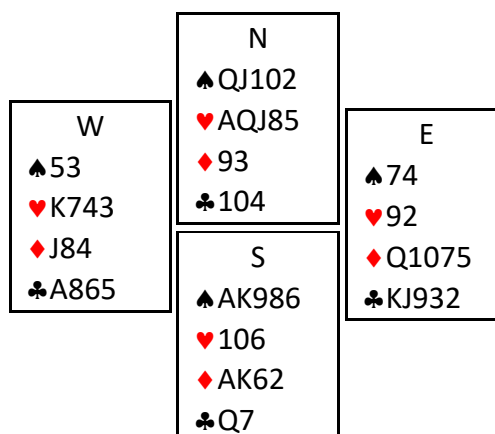 N
♠QJ102
♥AQJ85
♦93
♣104
W
♠53
♥K743
♦J84
♣A865
E
♠74
♥92
♦Q1075
♣KJ932
S
♠AK986
♥106
♦AK62
♣Q7